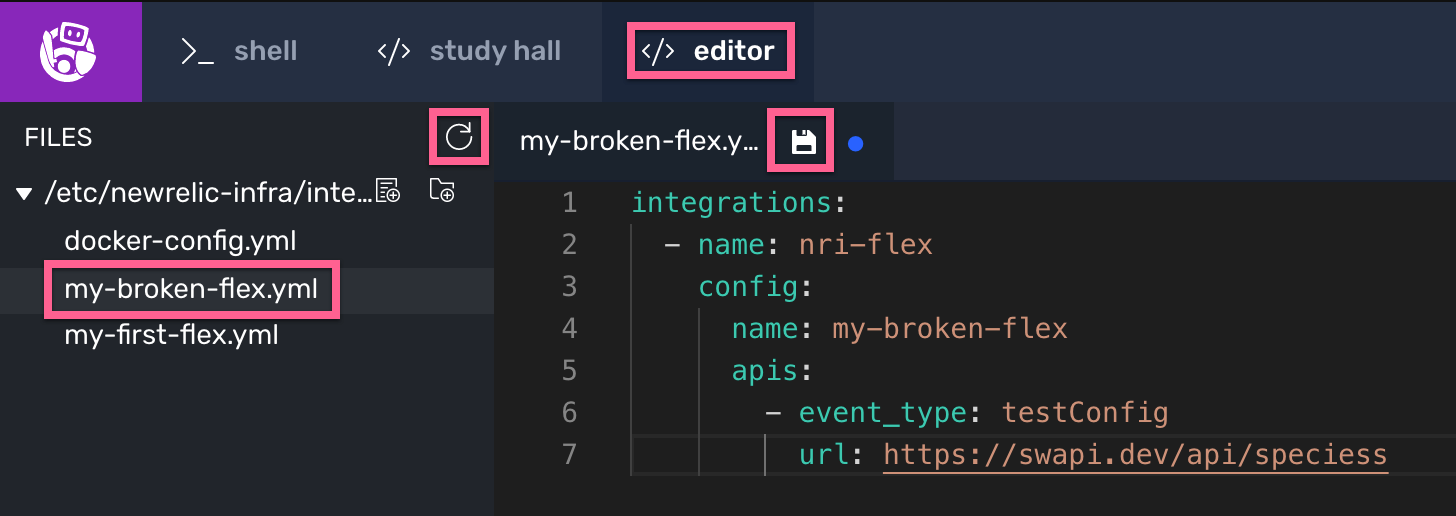 >_ shell </> study hall </> editor
FILES
my-broken-flex.y...
/etc/newrelic-infra/inte...
docker-config.yml
my-broken-flex.yml
my-first-flex.yml
1 integrations:
2 - name: nri-flex
3 config:
4 name: my-broken-flex
5 apis:
6 - event_type: testConfig
7 url: https://swapi.dev/api/speciess